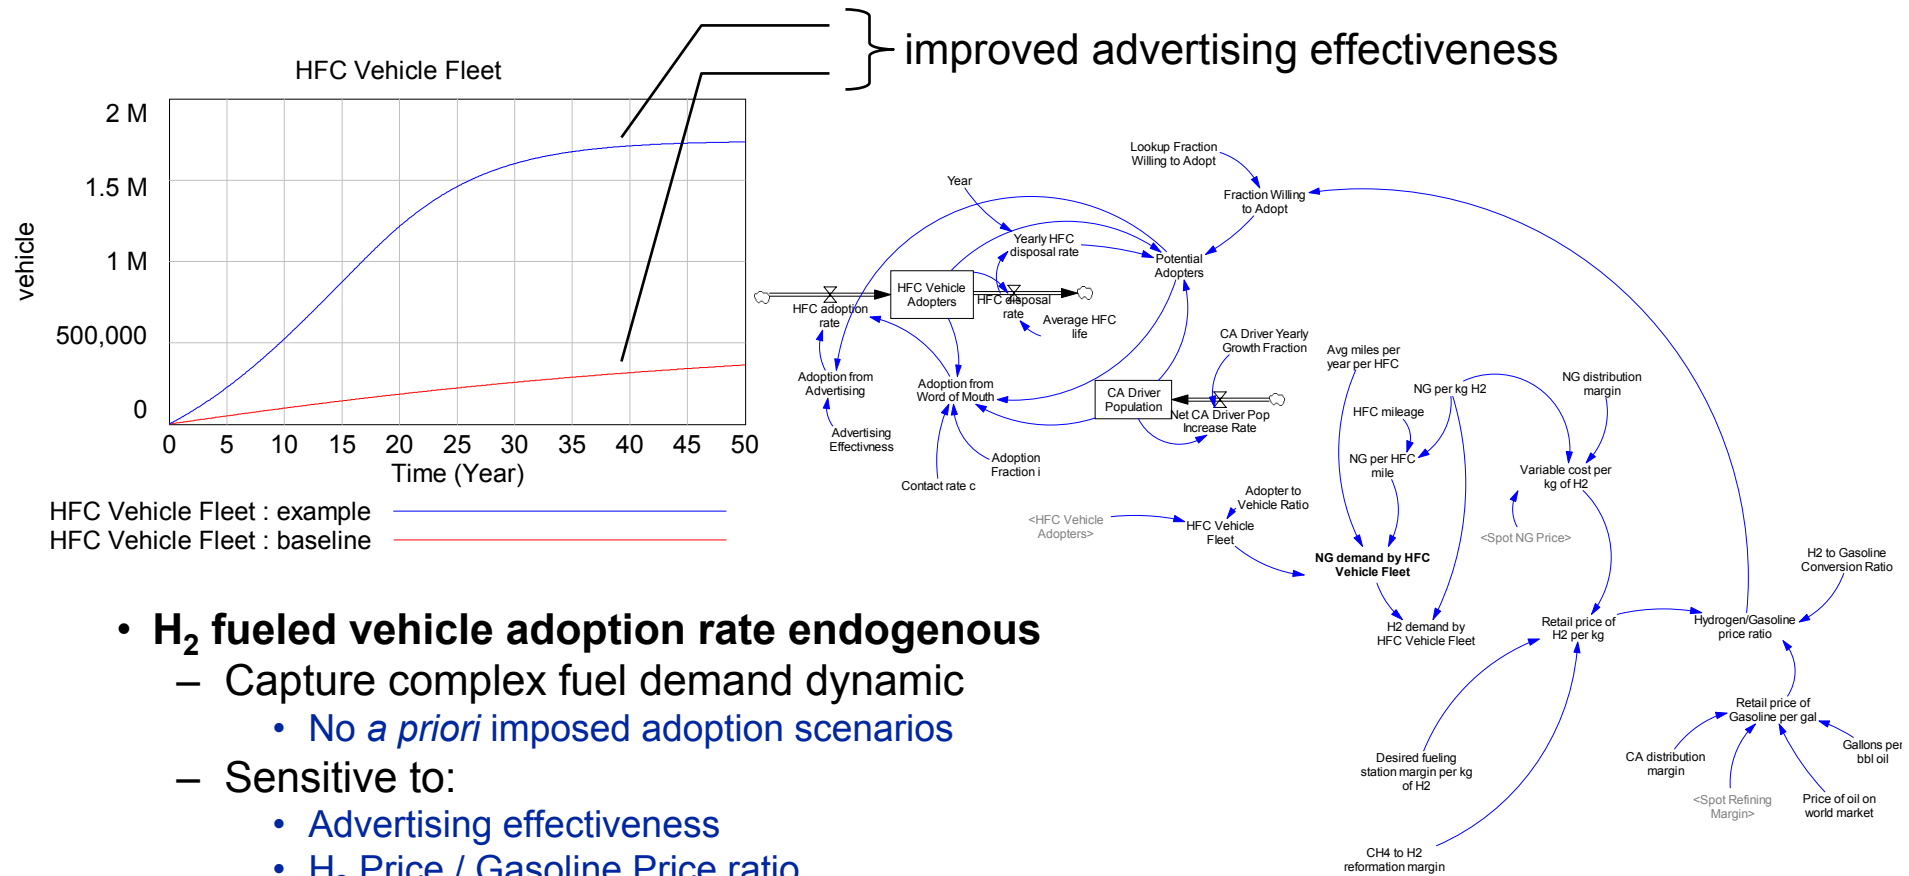 improved advertising effectiveness
HFC Vehicle Fleet
2 M
1.5 M
1 M
500,000
0
vehicle
0 5 10 15 20 25 30 35 40 45 50
Time (Year)
HFC Vehicle Fleet : example
HFC Vehicle Fleet : baseline
Lookup Fraction
Willing to Adopt
Year
Fraction Willing
to Adopt
Yearly HFC
disposal rate
Potential
Adopters
HFC Vehicle
Adopters
HFC adoption
rate
HFC disposal
rate
Average HFC
life
CA Driver Yearly
Growth Fraction
Avg miles per
year per HFC
Adoption from
Advertising
Adoption from
Word of Mouth
CA Driver
Population
Net CA Driver Pop
Increase Rate
NG per kg H2
NG distribution
margin
HFC mileage
Advertising
Effectivness
Adoption
Fraction i
Contact rate c
NG per HFC
mile
Variable cost per
kg of H2
<HFC Vehicle
Adopters>
Adopter to
Vehicle Ratio
HFC Vehicle
Fleet
<Spot NG Price>
NG demand by HFC
Vehicle Fleet
H2 to Gasoline
Conversion Ratio
H2 demand by
HFC Vehicle Fleet
Retail price of
H2 per kg
Hydrogen/Gasoline
price ratio
Retail price of
Gasoline per gal
Desired fueling
station margin per kg
of H2
CA distribution
margin
Gallons per
bbl oil
<Spot Refining
Margin>
Price of oil on
world market
CH4 to H2
reformation margin
• H2 fueled vehicle adoption rate endogenous
– Capture complex fuel demand dynamic
• No a priori imposed adoption scenarios
– Sensitive to:
• Advertising effectiveness
• H2 Price / Gasoline Price ratio